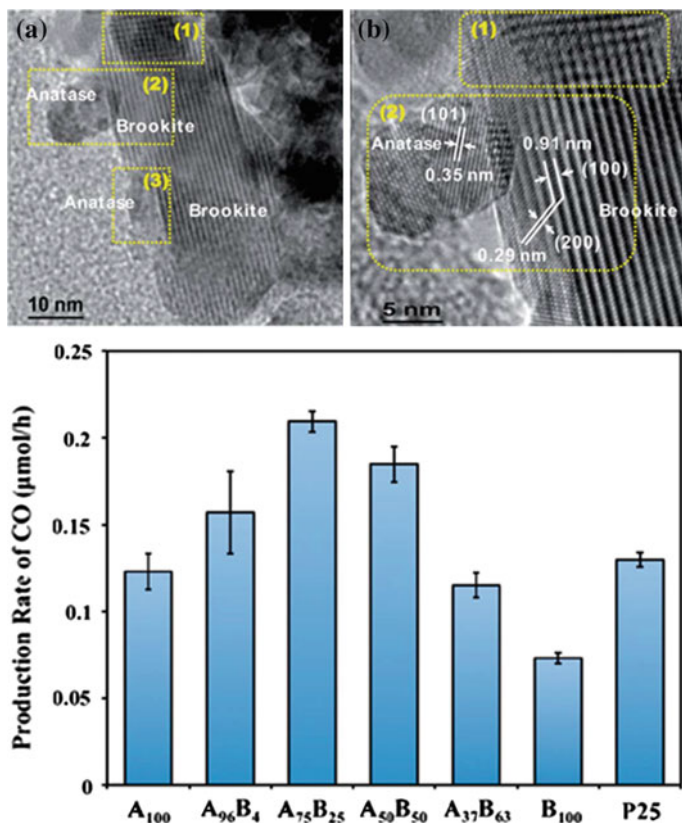 (a)
(1)
(2)
Anatase
Brookite
(3)
Anatase
Brookite
10 nm
(b)
(1)
(2)
(101)
Anatase
0.35 nm
0.91 nm
(100)
Brookite
(200)
0.29 nm
5 nm
Production Rate of CO (μmol/h)
0.25
0.2
0.15
0.1
0.05
0
A₁₀₀ A₉₆B₄ A₇₅B₂₅ A₅₀B₅₀ A₃₇B₆₃ B₁₀₀ P25